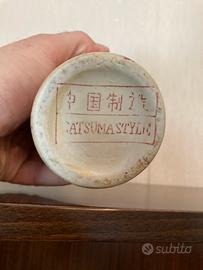 中国制造
SATSUMA STYLE
subito